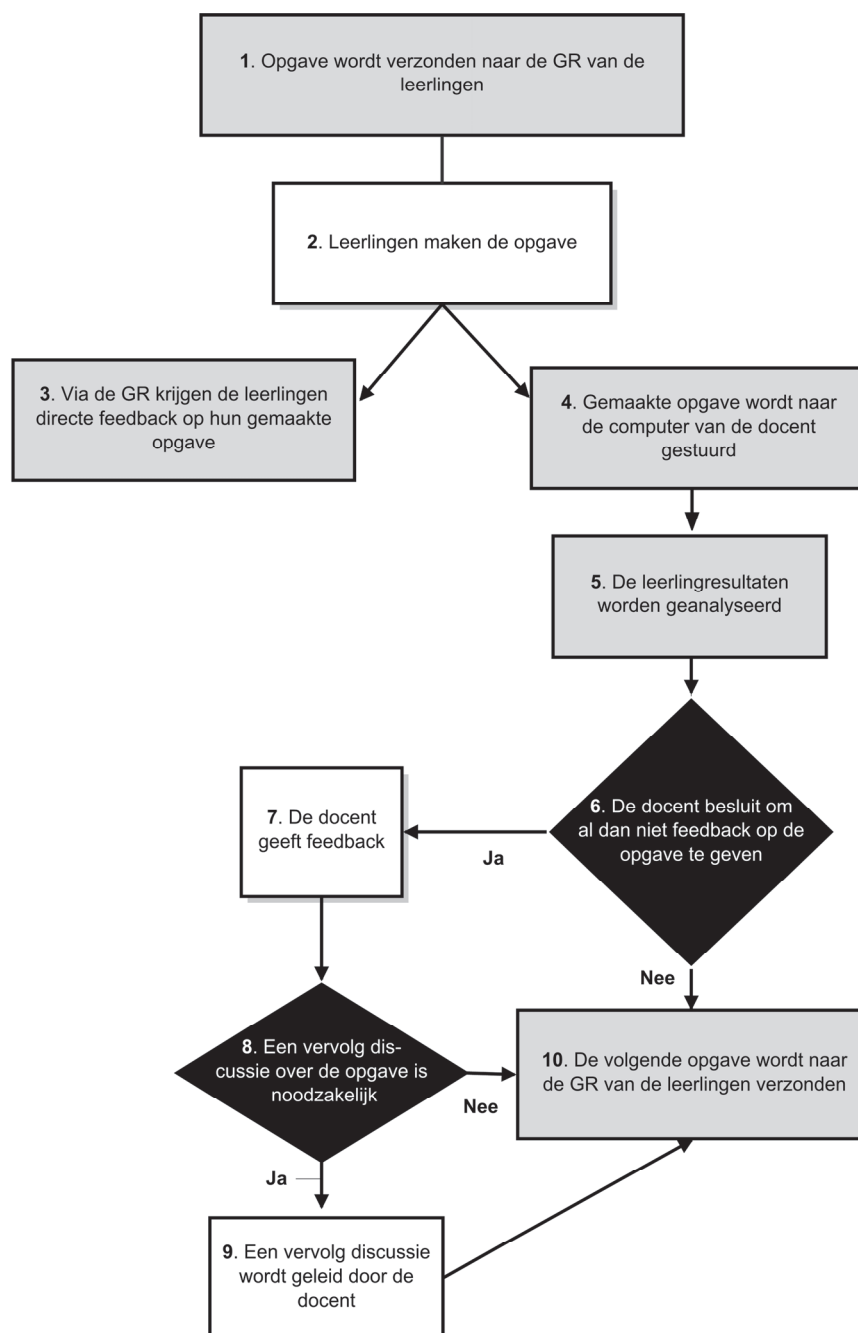 1. Opgave wordt verzonden naar de GR van de
leerlingen
2. Leerlingen maken de opgave
3. Via de GR krijgen de leerlingen
directe feedback op hun gemaakte
opgave
4. Gemaakte opgave wordt naar
de computer van de docent
gestuurd
5. De leerlingresultaten
worden geanalyseerd
6. De docent besluit om
al dan niet feedback op de
opgave te geven
Ja
7. De docent
geeft feedback
Nee
8. Een vervolg dis-
cussie over de opgave is
noodzakelijk
Nee
10. De volgende opgave wordt naar
de GR van de leerlingen verzonden
Ja
9. Een vervolg discussie
wordt geleid door de
docent